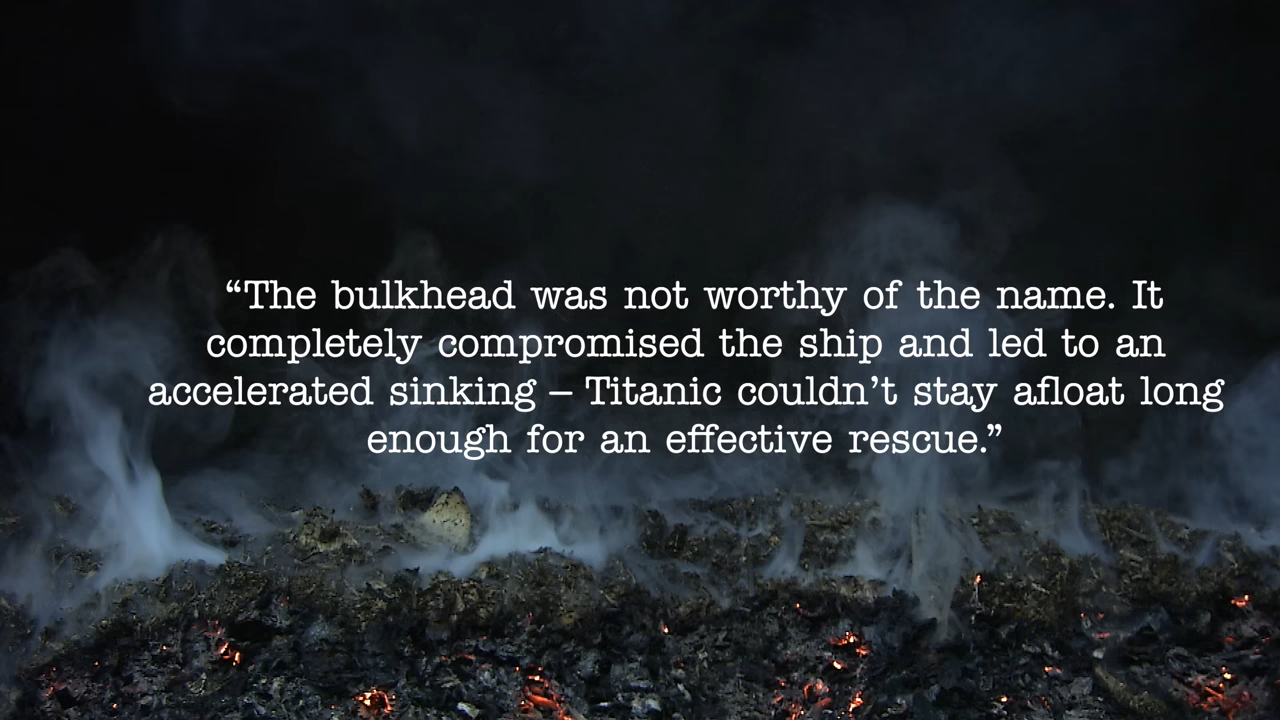 “The bulkhead was not worthy of the name. It
completely compromised the ship and led to an
accelerated sinking – Titanic couldn’t stay afloat long
enough for an effective rescue.”